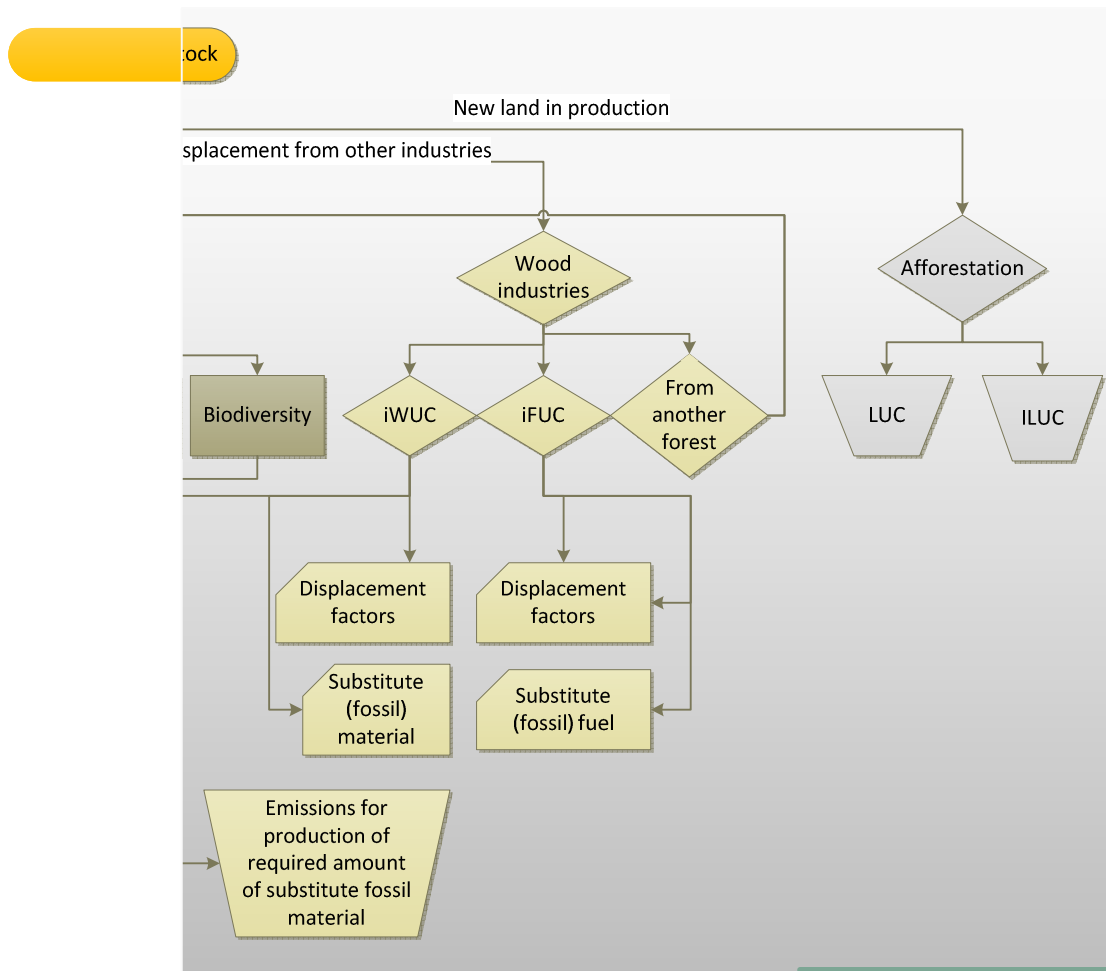 tock
New land in production
splacement from other industries
Wood
industries
Afforestation
Biodiversity
iWUC
iFUC
From
another
forest
LUC
ILUC
Displacement
factors
Displacement
factors
Substitute
(fossil)
material
Substitute
(fossil) fuel
Emissions for
production of
required amount
of substitute fossil
material